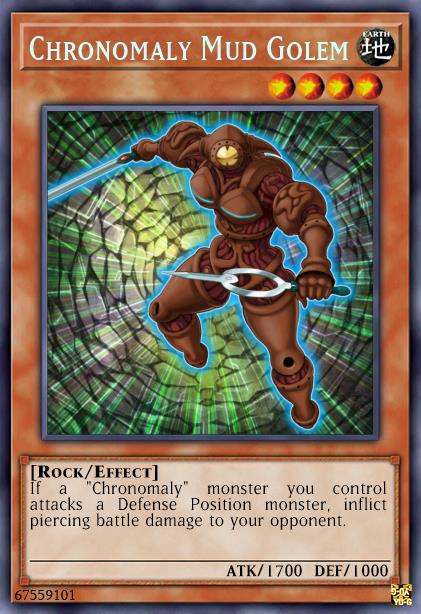 Chronomaly Mud Golem
EARTH
地
[Rock/Effect]
If a "Chronomaly" monster you control
attacks a Defense Position monster, inflict
piercing battle damage to your opponent.
ATK/1700 DEF/1000
67559101